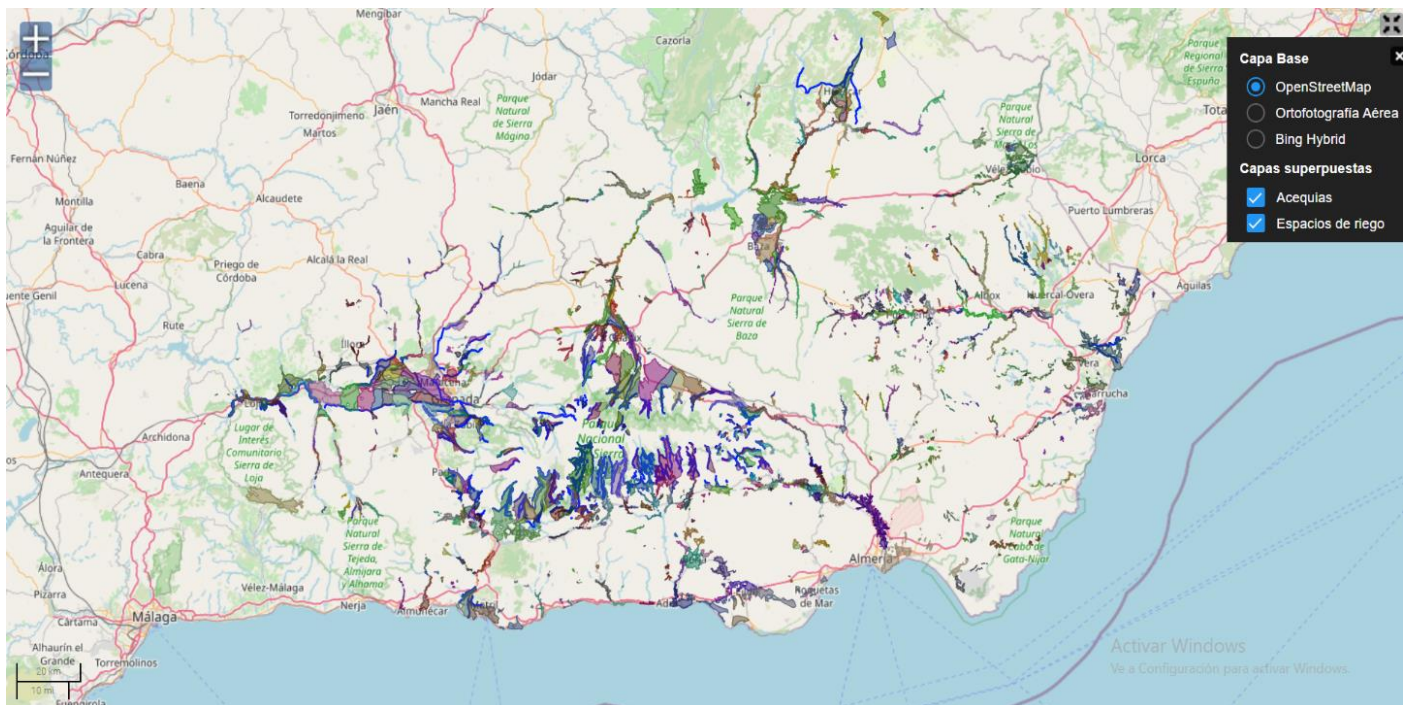 Mengíbar
Cazorla
Jódar
Jaén
Mancha Real
Torredonjimeno
Martos
Parque
Natural
de Sierra
Mágina
Fernán Núñez
Baena
Montilla
Alcaudete
Aguilar de
la Frontera
Cabra
Priego de
Córdoba
Alcalá la Real
Lucena
uente Genil
Rute
Lorca
Puerto Lumbreras
Águilas
Huércal-Overa
Albox
Baza
Parque
Natural
Sierra de
Baza
Vera
Archidona
Antequera
Lugar de
Interés
Comunitario
Sierra de
Loja
Parque
Natural
Sierra de
Tejeda,
Almijara
y Alhama
Parque
Nacional
Sierra
Álora
Pizarra
Cártama
Alhaurín el
Grande
Torremolinos
Fuengirola
Málaga
Vélez-Málaga
Nerja
Almuñécar
Motril
Roquetas
de Mar
Almería
Parque
Natural
Cabo de
Gata-Níjar
20 km
10 mi
Capa Base
OpenStreetMap
Ortofotografía Aérea
Bing Hybrid
Capas superpuestas
Acequias
Espacios de riego
Activar Windows
Ve a Configuración para activar Windows.